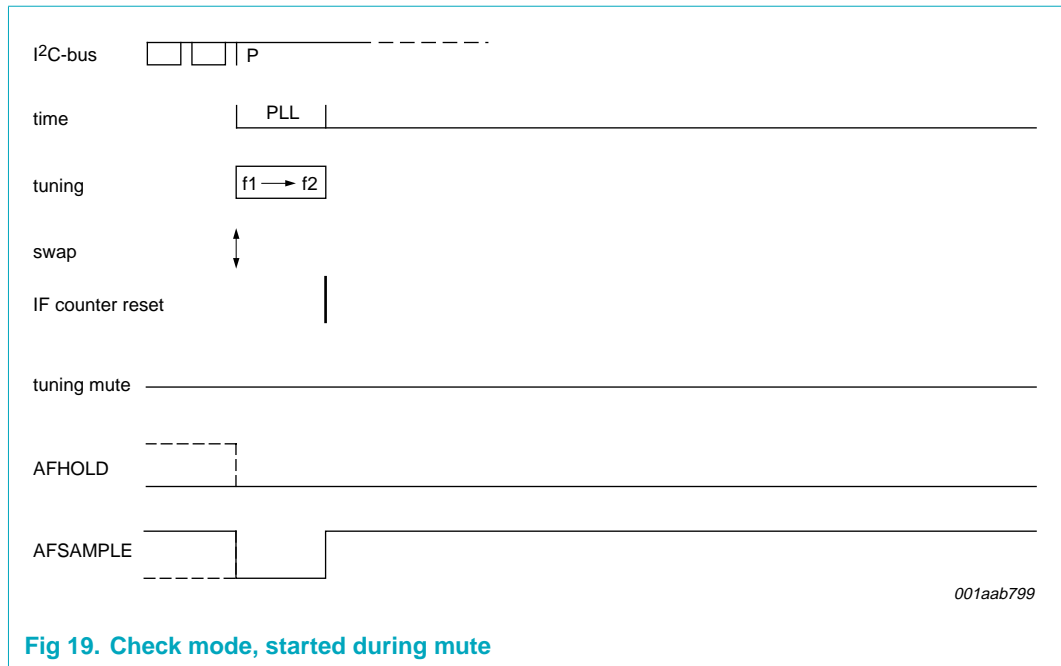 I²C-bus P
time PLL
tuning f1 → f2
swap
IF counter reset
tuning mute
AFHOLD
AFSAMPLE
001aab799
Fig 19. Check mode, started during mute